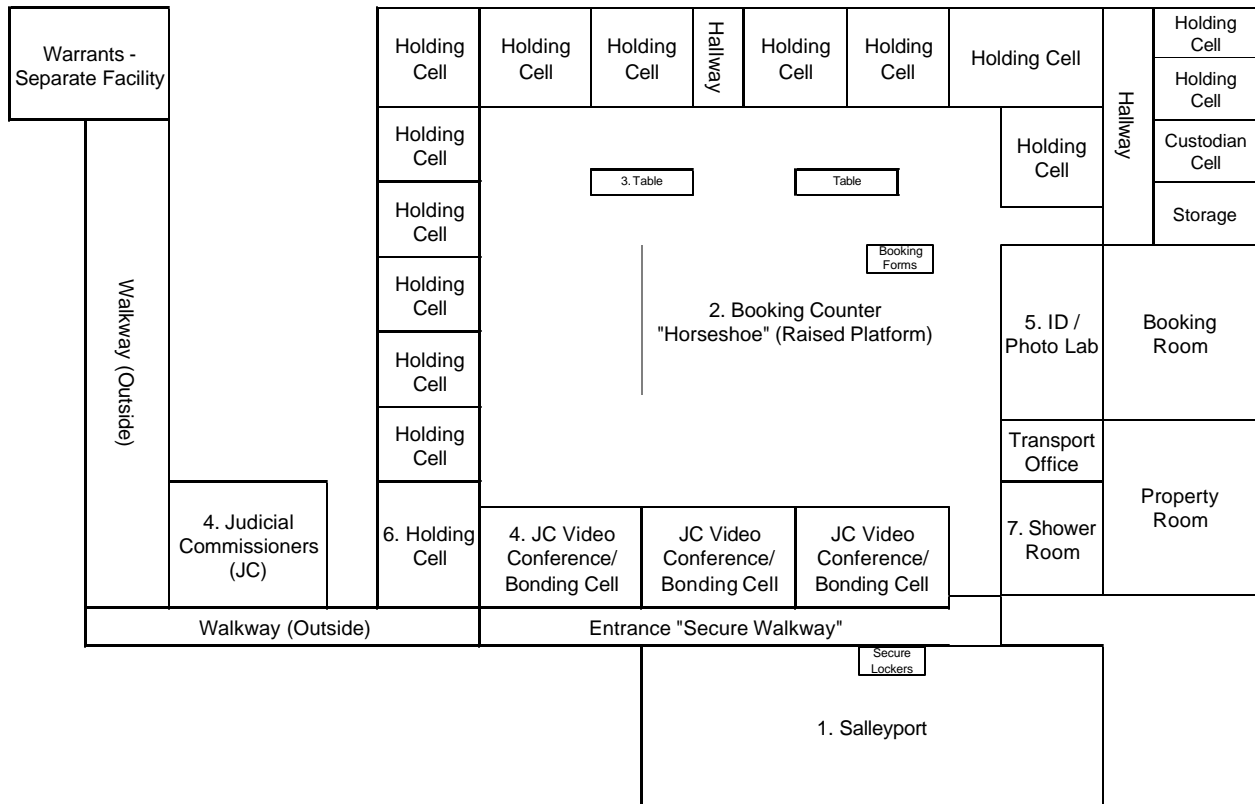 Warrants -
Separate Facility
Holding
Cell
Holding
Cell
Holding
Cell
Hallway
Holding
Cell
Holding
Cell
Holding Cell
Hallway
Holding
Cell
Holding
Cell
Custodian
Cell
Storage
Holding
Cell
Holding
Cell
3. Table
Table
Holding
Cell
Booking
Forms
Walkway (Outside)
Holding
Cell
2. Booking Counter
"Horseshoe" (Raised Platform)
5. ID /
Photo Lab
Booking
Room
Holding
Cell
Holding
Cell
Transport
Office
Property
Room
4. Judicial
Commissioners
(JC)
6. Holding
Cell
4. JC Video
Conference/
Bonding Cell
JC Video
Conference/
Bonding Cell
JC Video
Conference/
Bonding Cell
7. Shower
Room
Walkway (Outside)
Entrance "Secure Walkway"
Secure
Lockers
1. Salleyport